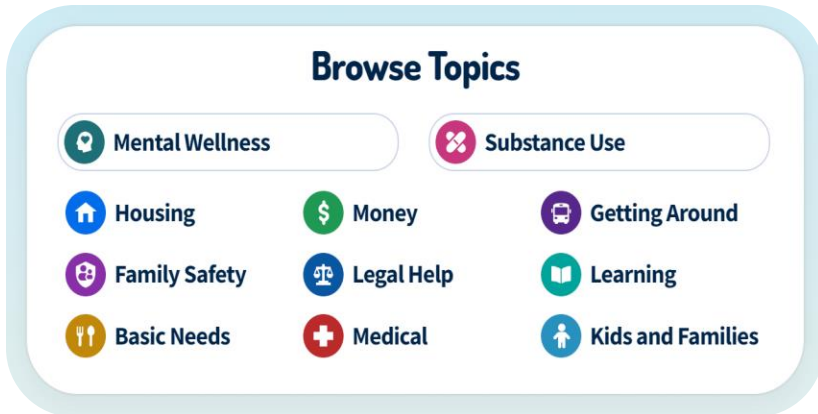 Browse Topics
Mental Wellness
Substance Use
Housing
Money
Getting Around
Family Safety
Legal Help
Learning
Basic Needs
Medical
Kids and Families